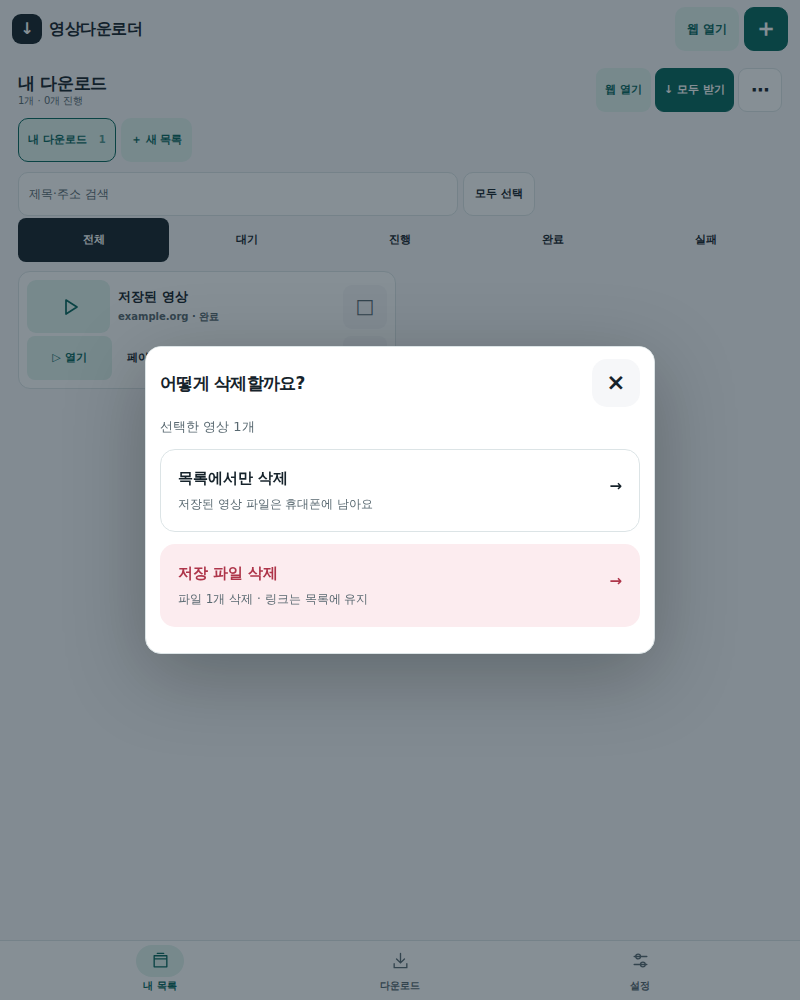 ↓ 영상다운로더
웹 열기
+
내 다운로드
1개 · 0개 진행
웹 열기
↓ 모두 받기
⋯
내 다운로드 1
+ 새 목록
제목·주소 검색
모두 선택
전체
대기
진행
완료
실패
저장된 영상
example.org · 완료
▷ 열기
어떻게 삭제할까요?
×
선택한 영상 1개
목록에서만 삭제
저장된 영상 파일은 휴대폰에 남아요
→
저장 파일 삭제
파일 1개 삭제 · 링크는 목록에 유지
→
내 목록
다운로드
설정